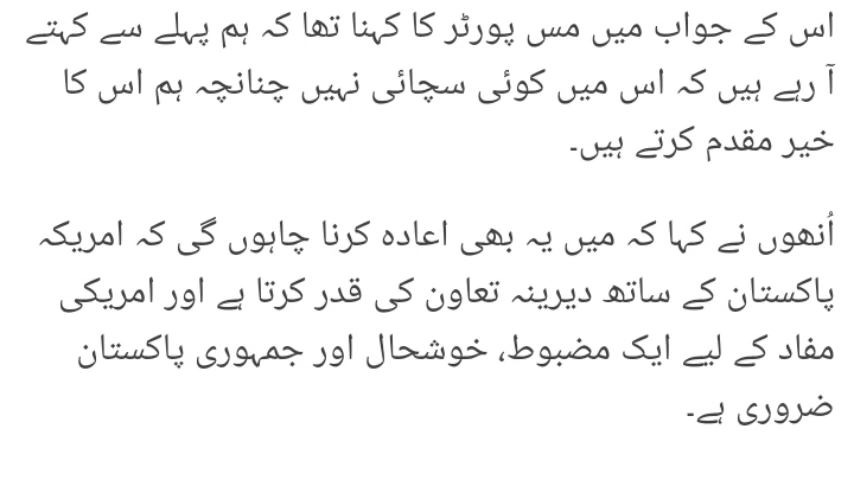 اس کے جواب میں مس پورٹر کا کہنا تھا کہ ہم پہلے سے کہتے
آ رہے ہیں کہ اس میں کوئی سچائی نہیں چنانچہ ہم اس کا
خیر مقدم کرتے ہیں۔
اُنھوں نے کہا کہ میں یہ بھی اعادہ کرنا چاہوں گی کہ امریکہ
پاکستان کے ساتھ دیرینہ تعاون کی قدر کرتا ہے اور امریکی
مفاد کے لیے ایک مضبوط، خوشحال اور جمہوری پاکستان
ضروری ہے۔